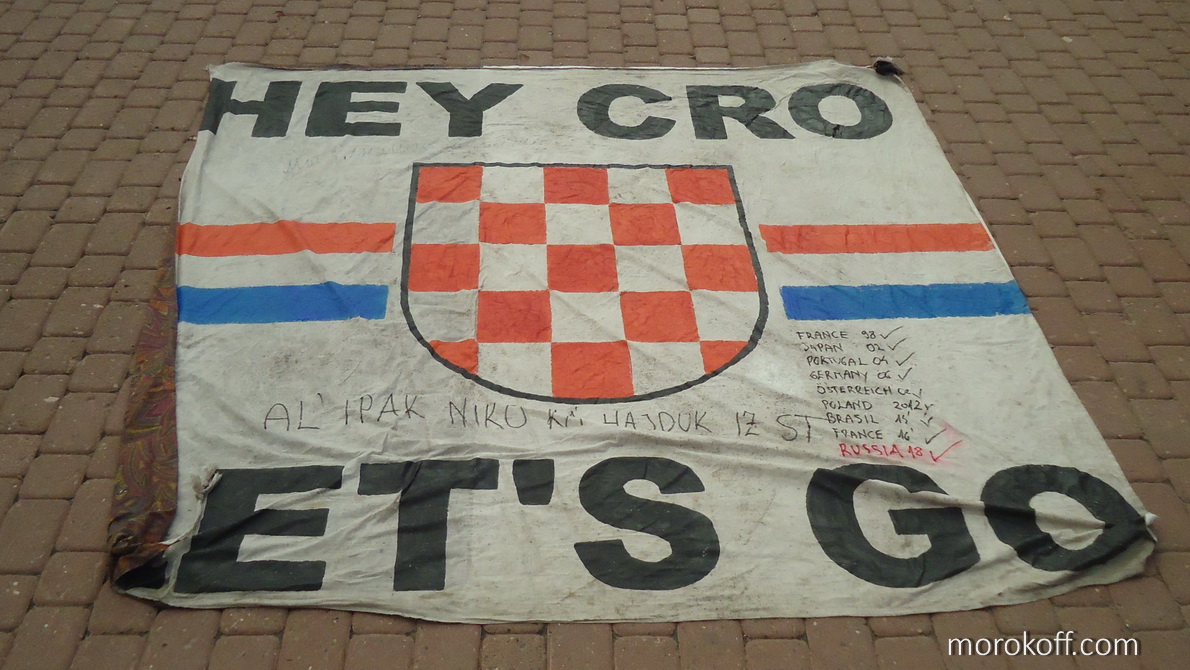 HEY CRO
FRANCE 98 ✓
JAPAN 02 ✓
PORTUGAL 04 ✓
GERMANY 06 ✓
ÖSTERREICH ✓
POLAND 2012 ✓
BRASIL 14 ✓
FRANCE 16 ✓
RUSSIA 18 ✓
AL' IPAK NIKO KA' HAJDUK IZ ST
ET'S GO
morokoff.com